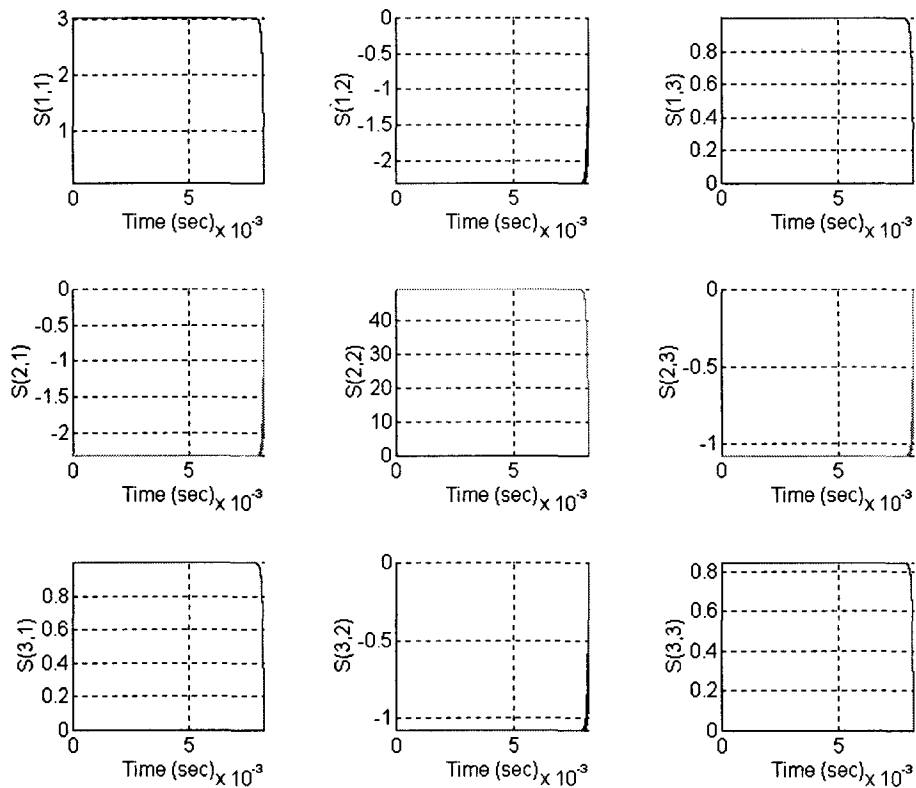 S(1,1)
3
2
1
0
5
Time (sec)
x 10⁻³
S(1,2)
0
-0.5
-1
-1.5
-2
0
5
Time (sec)
x 10⁻³
S(1,3)
0.8
0.6
0.4
0.2
0
0
5
Time (sec)
x 10⁻³
S(2,1)
0
-0.5
-1
-1.5
-2
0
5
Time (sec)
x 10⁻³
S(2,2)
40
30
20
10
0
0
5
Time (sec)
x 10⁻³
S(2,3)
0
-0.5
-1
0
5
Time (sec)
x 10⁻³
S(3,1)
0.8
0.6
0.4
0.2
0
0
5
Time (sec)
x 10⁻³
S(3,2)
0
-0.5
-1
0
5
Time (sec)
x 10⁻³
S(3,3)
0.8
0.6
0.4
0.2
0
0
5
Time (sec)
x 10⁻³